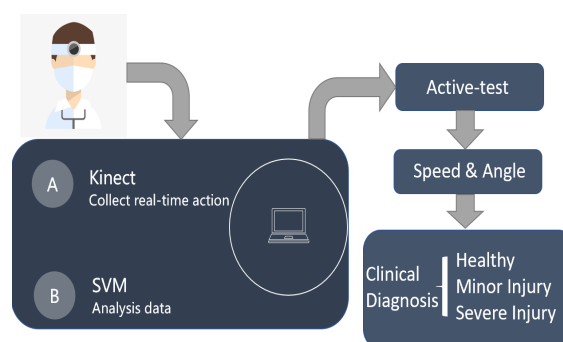 A
Kinect
Collect real-time action
B
SVM
Analysis data
Active-test
Speed & Angle
Clinical
Diagnosis
Healthy
Minor Injury
Severe Injury